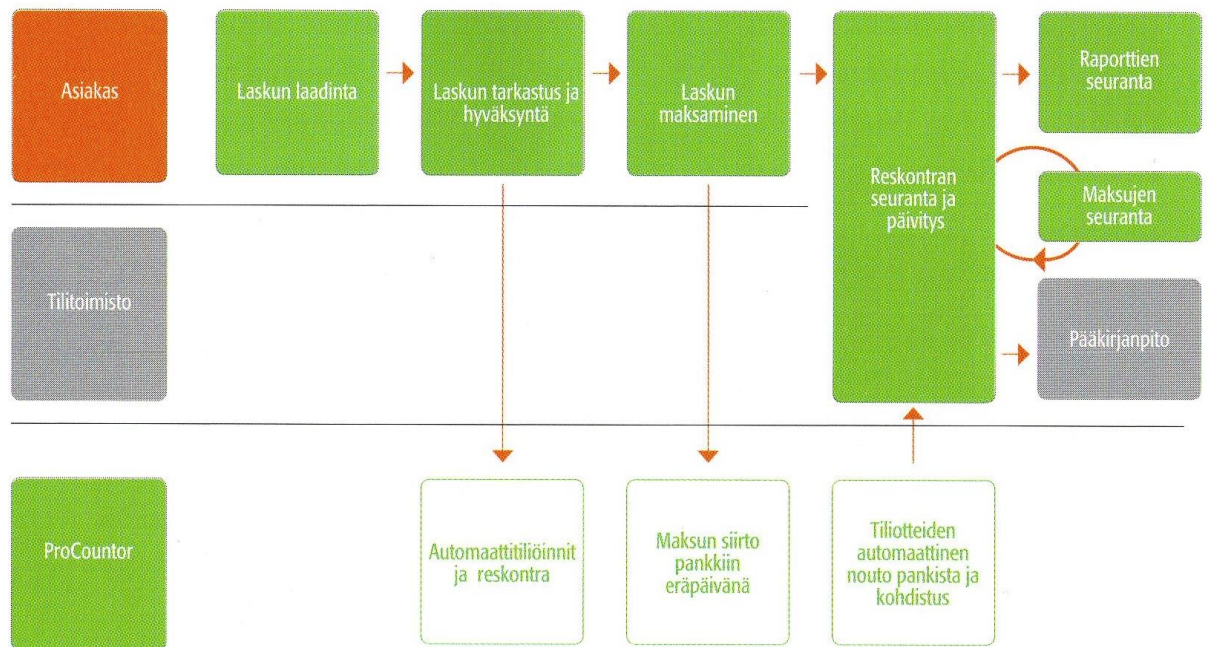 Asiakas
Laskun laadinta
Laskun tarkastus ja
hyväksyntä
Laskun
maksaminen
Reskontran
seuranta ja
päivitys
Raporttien
seuranta
Maksujen
seuranta
Tilitoimisto
Pääkirjanpito
ProCountor
Automaattitiliöinnit
ja reskontra
Maksun siirto
pankkiin
eräpäivänä
Tiliotteiden
automaattinen
nouto pankista ja
kohdistus